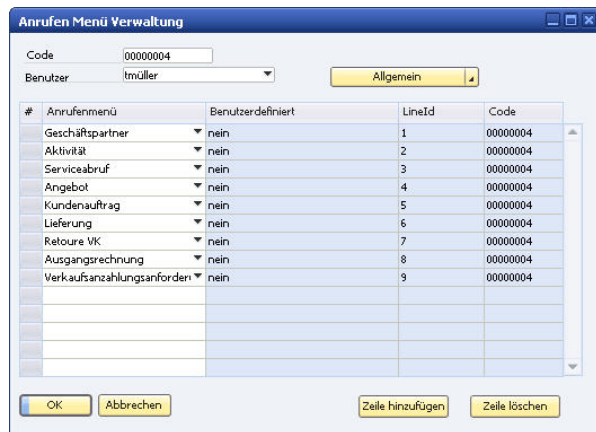 Anrufen Menü Verwaltung
Code 00000004
Benutzer tmüller Allgemein
# Anrufenmenü Benutzerdefiniert LineId Code
Geschäftspartner nein 1 00000004
Aktivität nein 2 00000004
Serviceabruf nein 3 00000004
Angebot nein 4 00000004
Kundenauftrag nein 5 00000004
Lieferung nein 6 00000004
Retoure VK nein 7 00000004
Ausgangsrechnung nein 8 00000004
Verkaufsanzahlungsanforderu nein 9 00000004
OK Abbrechen Zeile hinzufügen Zeile löschen